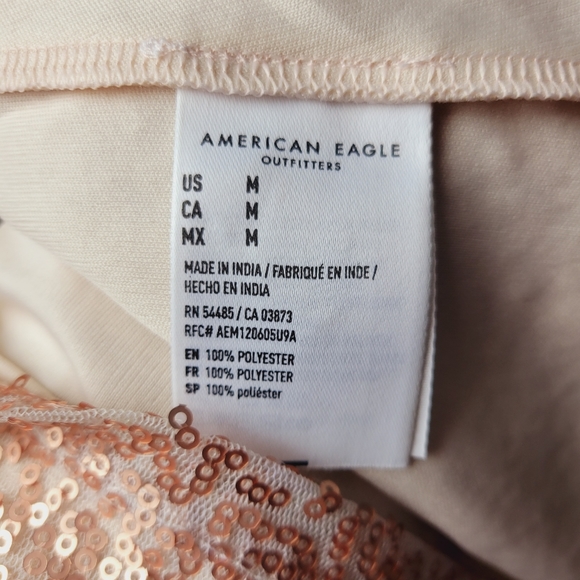 AMERICAN EAGLE
OUTFITTERS
US M
CA M
MX M
MADE IN INDIA / FABRIQUÉ EN INDE /
HECHO EN INDIA
RN 54485 / CA 03873
RFC# AEM120605U9A
EN 100% POLYESTER
FR 100% POLYESTER
SP 100% poliéster